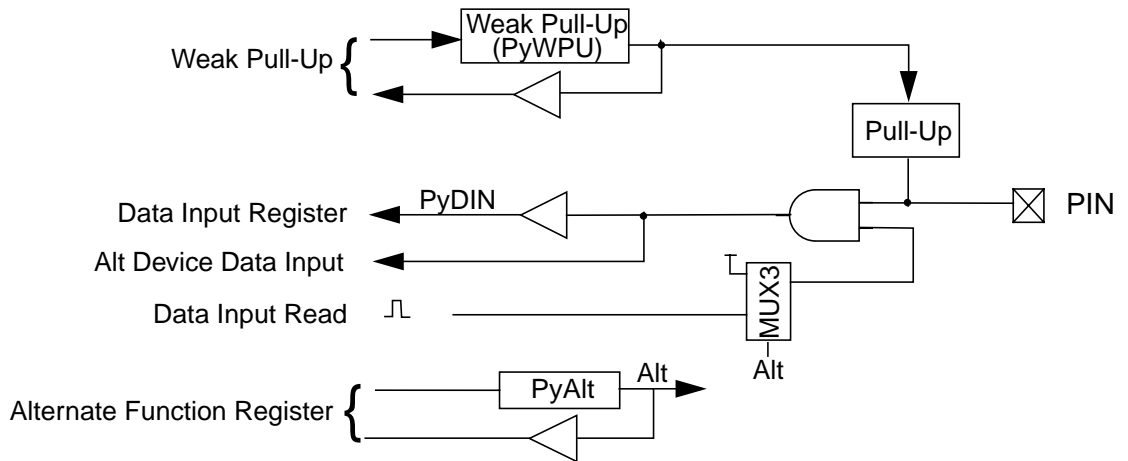 Weak Pull-Up
Weak Pull-Up
(PyWPU)
Pull-Up
Data Input Register
PyDIN
PIN
Alt Device Data Input
Data Input Read
MUX3
Alt
Alternate Function Register
PyAlt
Alt